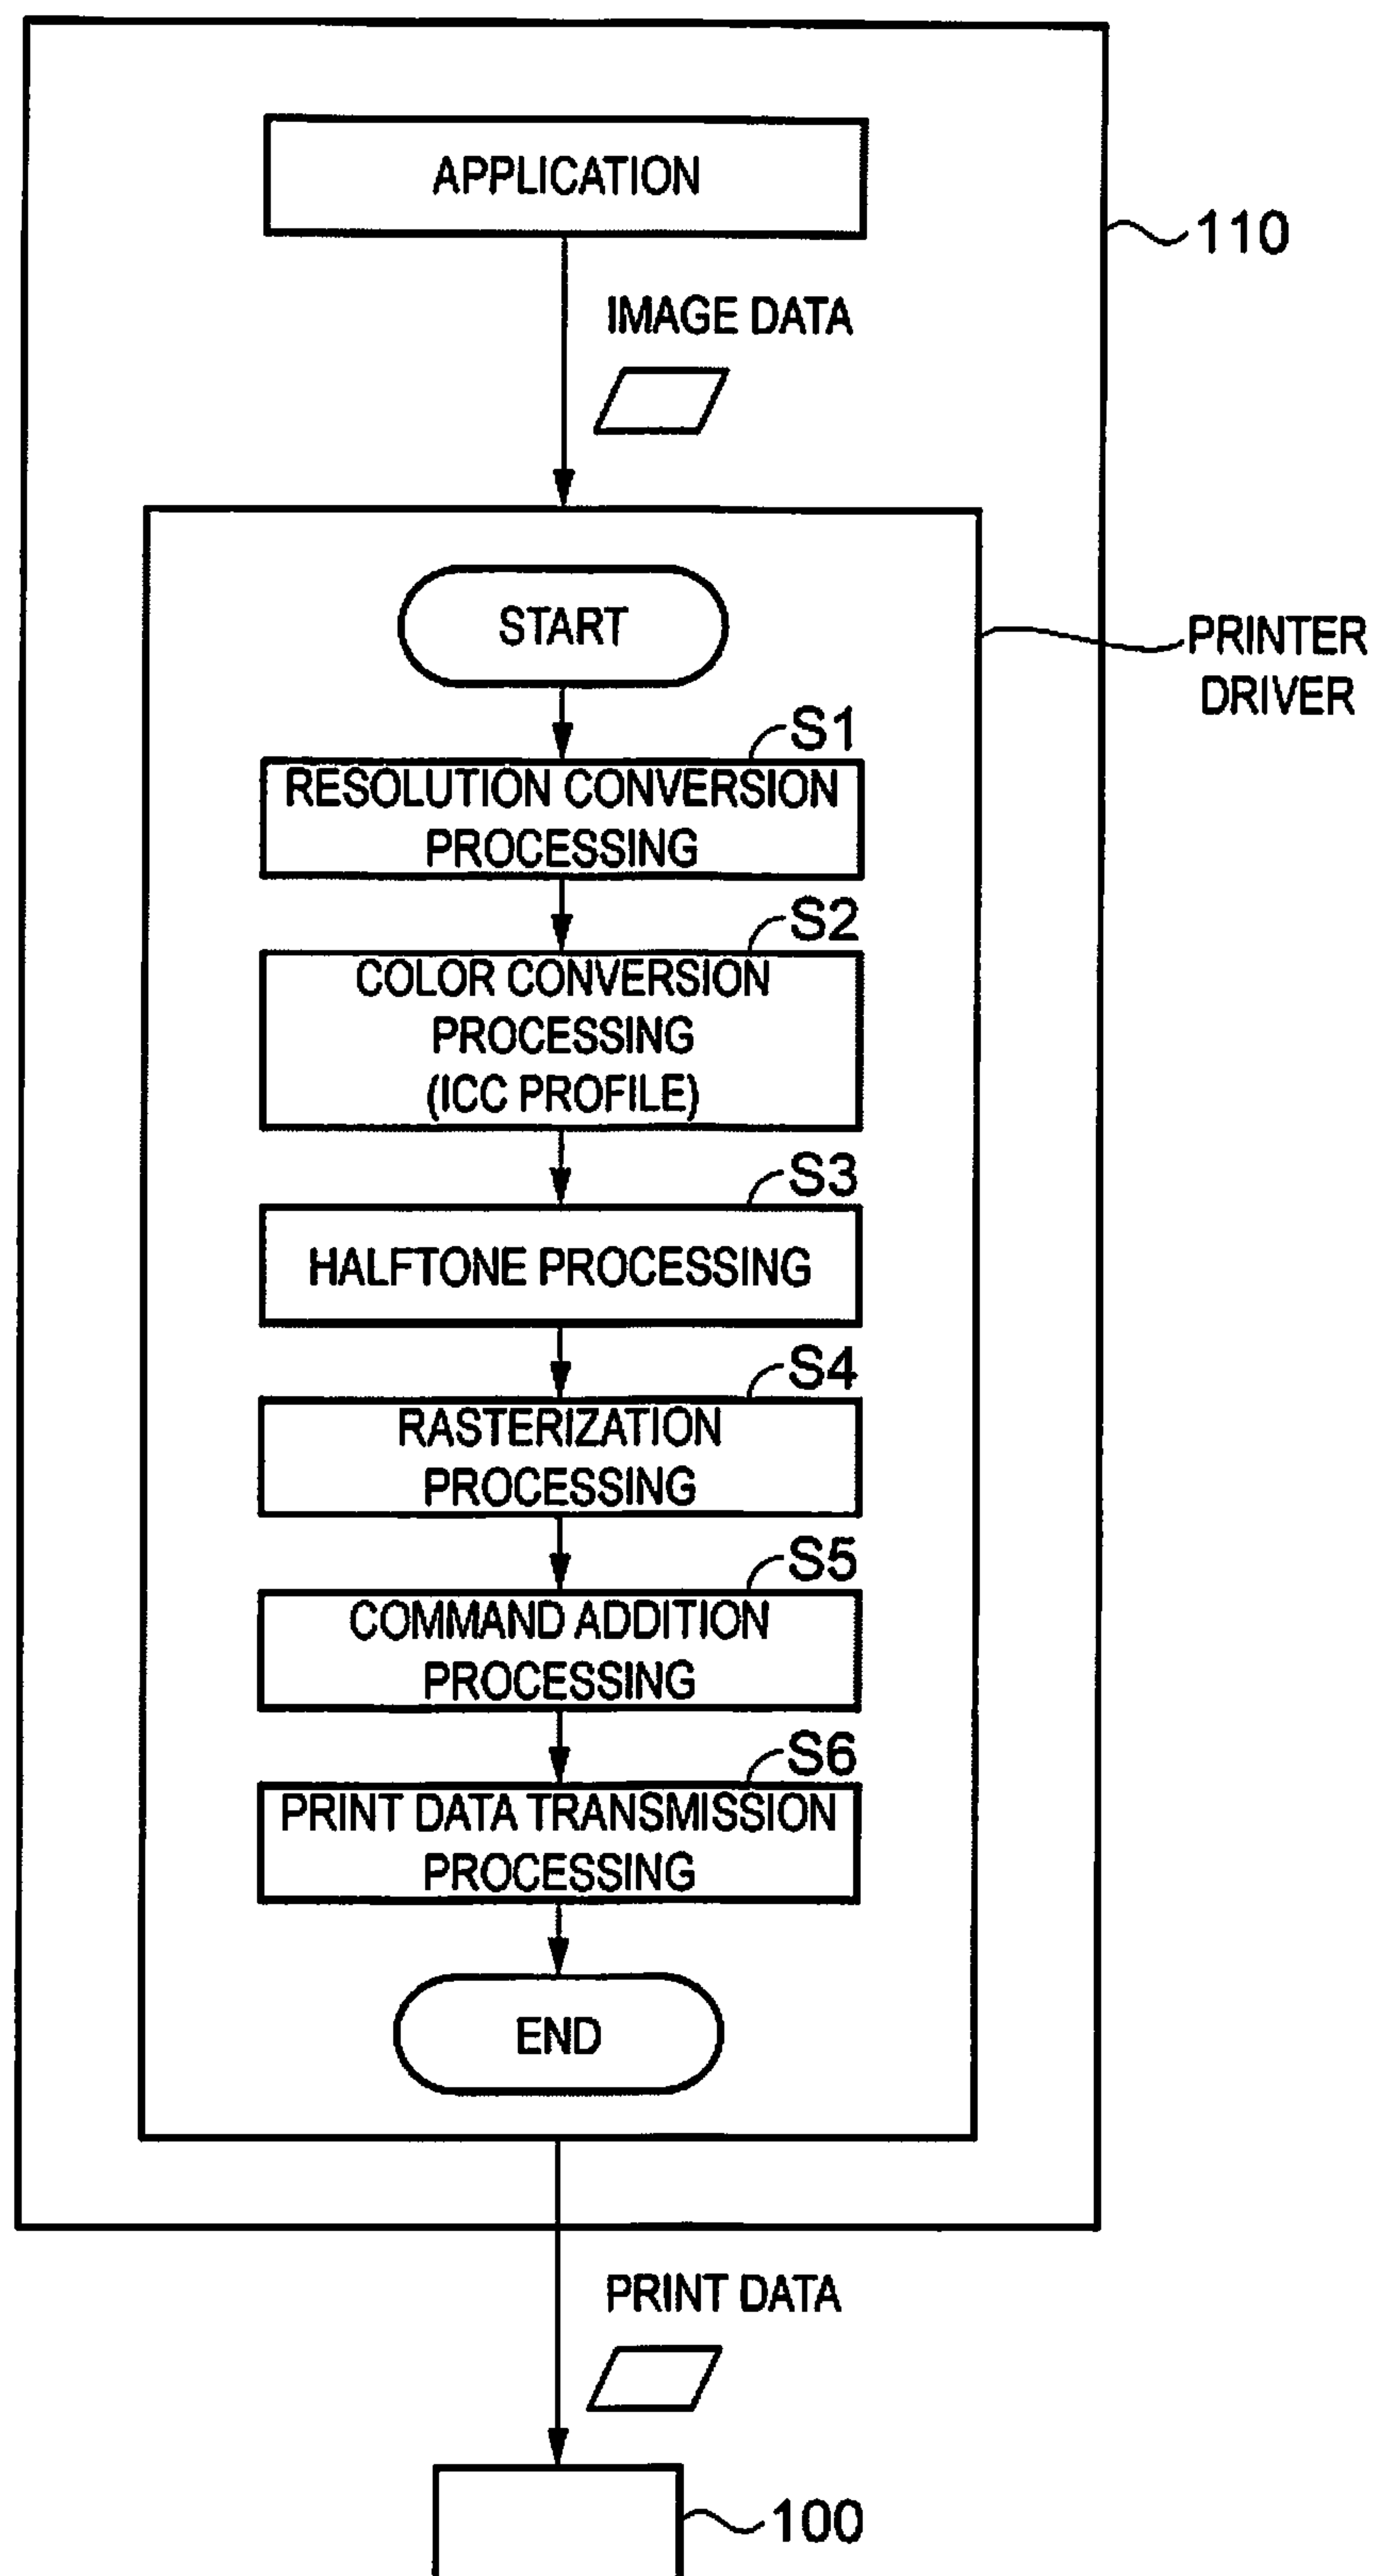 APPLICATION
110
IMAGE DATA
START
PRINTER
DRIVER
S1
RESOLUTION CONVERSION
PROCESSING
S2
COLOR CONVERSION
PROCESSING
(ICC PROFILE)
S3
HALFTONE PROCESSING
S4
RASTERIZATION
PROCESSING
S5
COMMAND ADDITION
PROCESSING
S6
PRINT DATA TRANSMISSION
PROCESSING
END
PRINT DATA
100